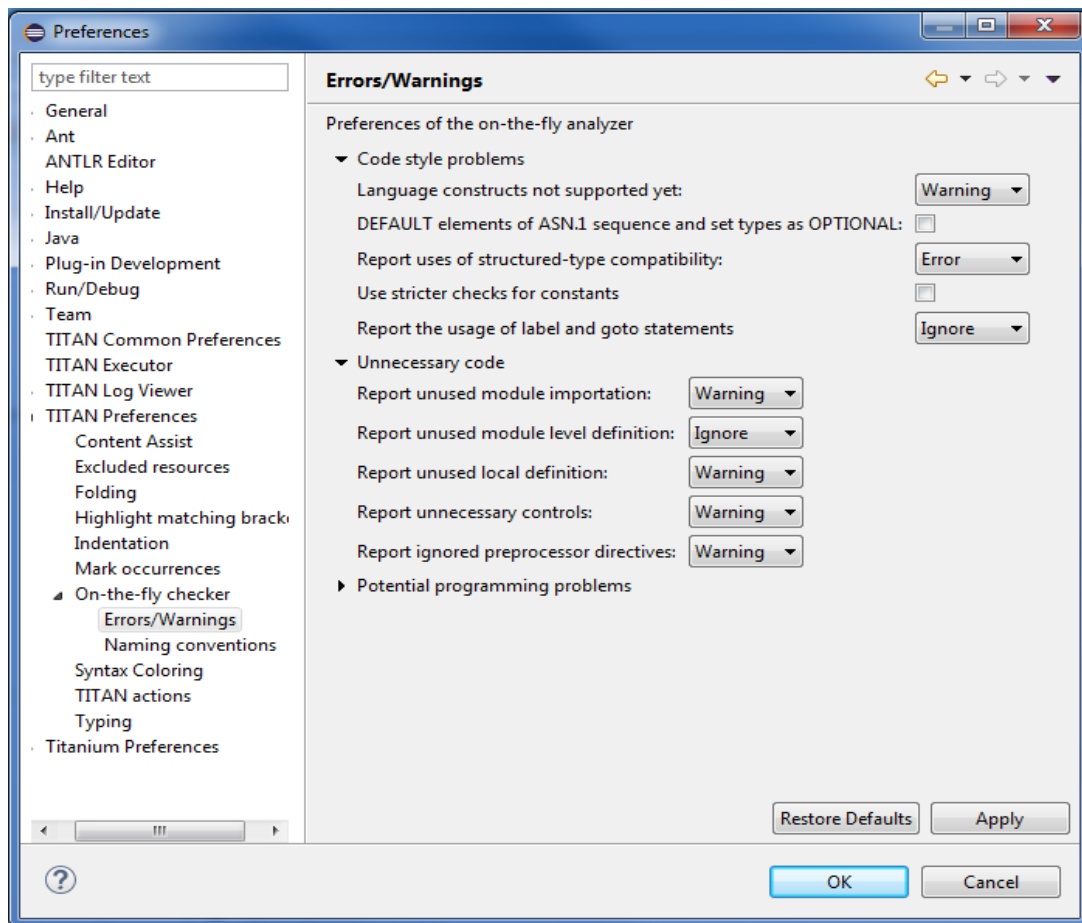 Preferences
type filter text
General
Ant
ANTLR Editor
Help
Install/Update
Java
Plug-in Development
Run/Debug
Team
TITAN Common Preferences
TITAN Executor
TITAN Log Viewer
TITAN Preferences
Content Assist
Excluded resources
Folding
Highlight matching brack
Indentation
Mark occurrences
On-the-fly checker
Errors/Warnings
Naming conventions
Syntax Coloring
TITAN actions
Typing
Titanium Preferences
Errors/Warnings
Preferences of the on-the-fly analyzer
Code style problems
Language constructs not supported yet: Warning
DEFAULT elements of ASN.1 sequence and set types as OPTIONAL:
Report uses of structured-type compatibility: Error
Use stricter checks for constants
Report the usage of label and goto statements Ignore
Unnecessary code
Report unused module importation: Warning
Report unused module level definition: Ignore
Report unused local definition: Warning
Report unnecessary controls: Warning
Report ignored preprocessor directives: Warning
Potential programming problems
Restore Defaults Apply
OK Cancel